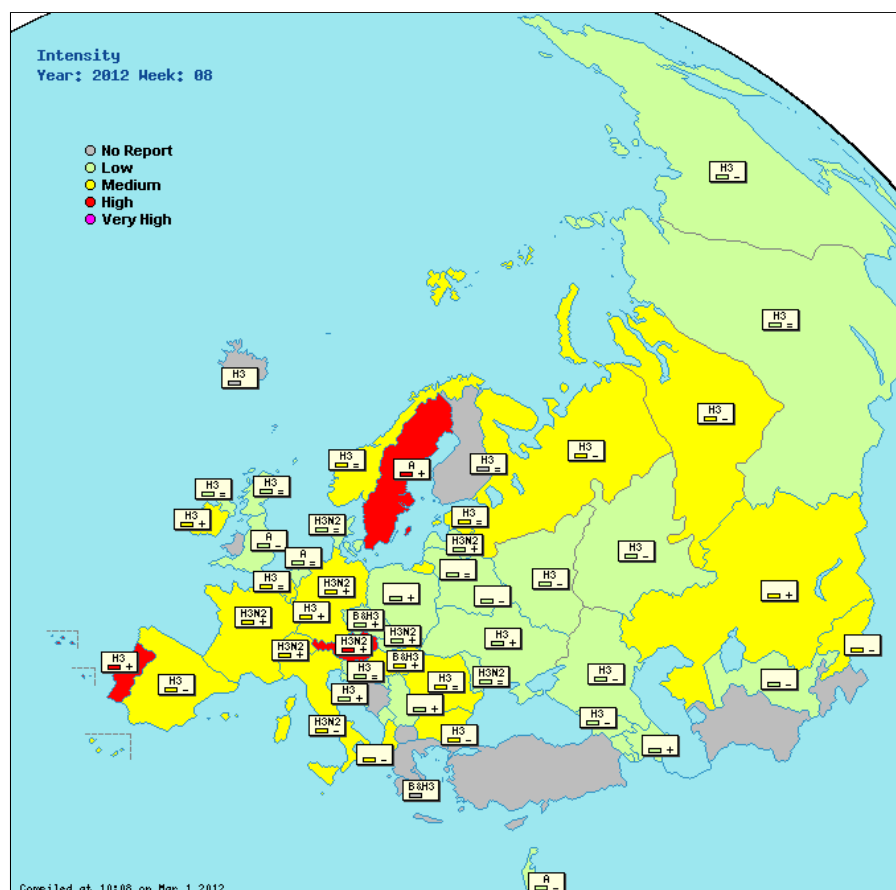 Intensity
Year: 2012 Week: 08
No Report
Low
Medium
High
Very High
H3 -
H3 =
H3
H3 -
H3 -
H3 =
A +
H3 =
H3 =
H3 =
H3 +
H3 =
H3N2 =
A -
H3N2 +
A =
H3 -
H3 -
=
H3 =
H3N2 +
+
-
+
H3N2 +
H3 +
B&H3 +
H3N2 +
H3 +
H3N2 +
H3N2 +
-
B&H3 +
H3 +
H3 =
H3 -
H3N2 =
H3 -
-
H3 =
H3 -
H3 +
+
H3 -
H3N2 -
H3 -
+
-
B&H3
A -
Compiled at 10:08 on Mar 1 2012